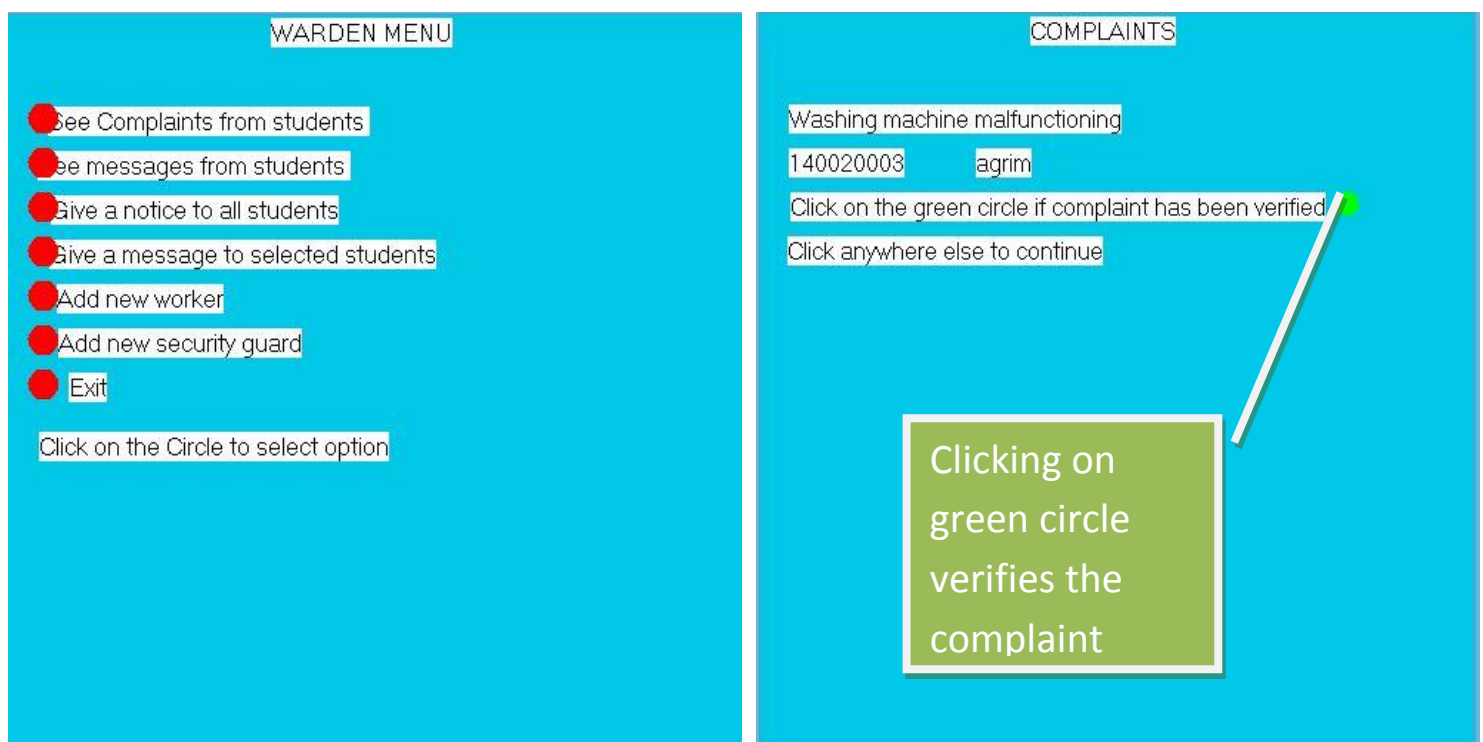 WARDEN MENU
See Complaints from students
See messages from students
Give a notice to all students
Give a message to selected students
Add new worker
Add new security guard
Exit
Click on the Circle to select option
COMPLAINTS
Washing machine malfunctioning
140020003 agrim
Click on the green circle if complaint has been verified
Click anywhere else to continue
Clicking on
green circle
verifies the
complaint